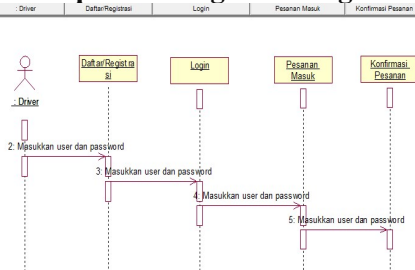 : Driver
Daftar/Registrasi
Login
Pesanan Masuk
Konfirmasi Pesanan
Daftar/Registra
si
Login
Pesanan
Masuk
Konfirmasi
Pesanan
: Driver
2: Masukkan user dan password
3: Masukkan user dan password
4: Masukkan user dan password
5: Masukkan user dan password